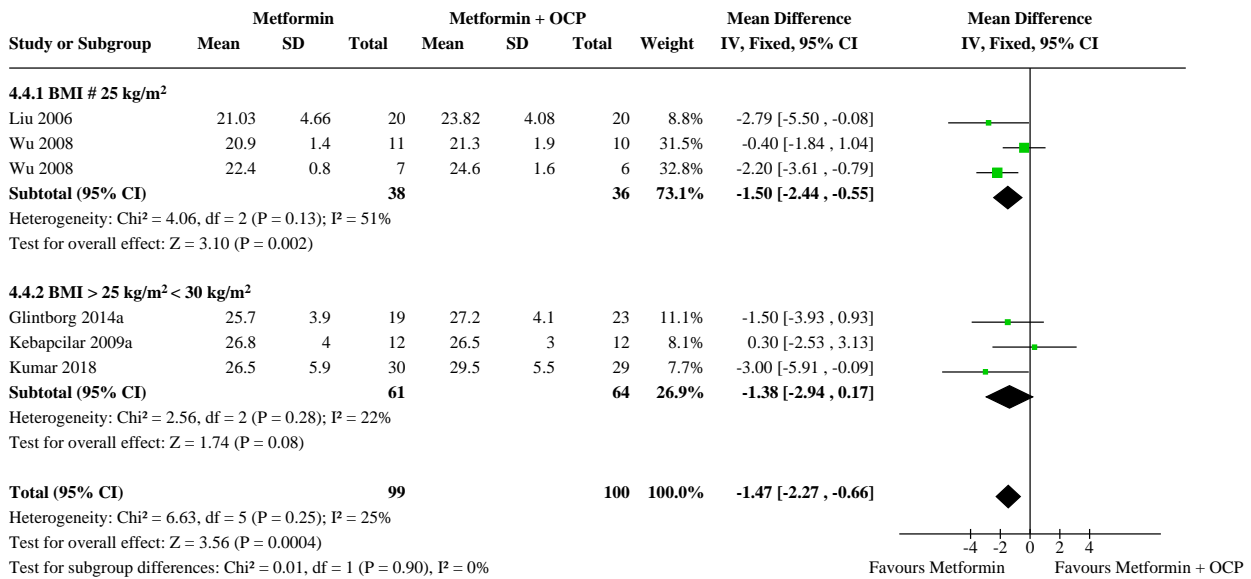 Metformin Metformin + OCP Mean Difference Mean Difference
Study or Subgroup Mean SD Total Mean SD Total Weight IV, Fixed, 95% CI IV, Fixed, 95% CI
4.4.1 BMI # 25 kg/m²
Liu 2006 21.03 4.66 20 23.82 4.08 20 8.8% -2.79 [-5.50 , -0.08]
Wu 2008 20.9 1.4 11 21.3 1.9 10 31.5% -0.40 [-1.84 , 1.04]
Wu 2008 22.4 0.8 7 24.6 1.6 6 32.8% -2.20 [-3.61 , -0.79]
Subtotal (95% CI) 38 36 73.1% -1.50 [-2.44 , -0.55]
Heterogeneity: Chi² = 4.06, df = 2 (P = 0.13); I² = 51%
Test for overall effect: Z = 3.10 (P = 0.002)
4.4.2 BMI > 25 kg/m² < 30 kg/m²
Glintborg 2014a 25.7 3.9 19 27.2 4.1 23 11.1% -1.50 [-3.93 , 0.93]
Kebapcilar 2009a 26.8 4 12 26.5 3 12 8.1% 0.30 [-2.53 , 3.13]
Kumar 2018 26.5 5.9 30 29.5 5.5 29 7.7% -3.00 [-5.91 , -0.09]
Subtotal (95% CI) 61 64 26.9% -1.38 [-2.94 , 0.17]
Heterogeneity: Chi² = 2.56, df = 2 (P = 0.28); I² = 22%
Test for overall effect: Z = 1.74 (P = 0.08)
Total (95% CI) 99 100 100.0% -1.47 [-2.27 , -0.66]
Heterogeneity: Chi² = 6.63, df = 5 (P = 0.25); I² = 25%
Test for overall effect: Z = 3.56 (P = 0.0004)
-4 -2 0 2 4
Test for subgroup differences: Chi² = 0.01, df = 1 (P = 0.90), I² = 0% Favours Metformin Favours Metformin + OCP